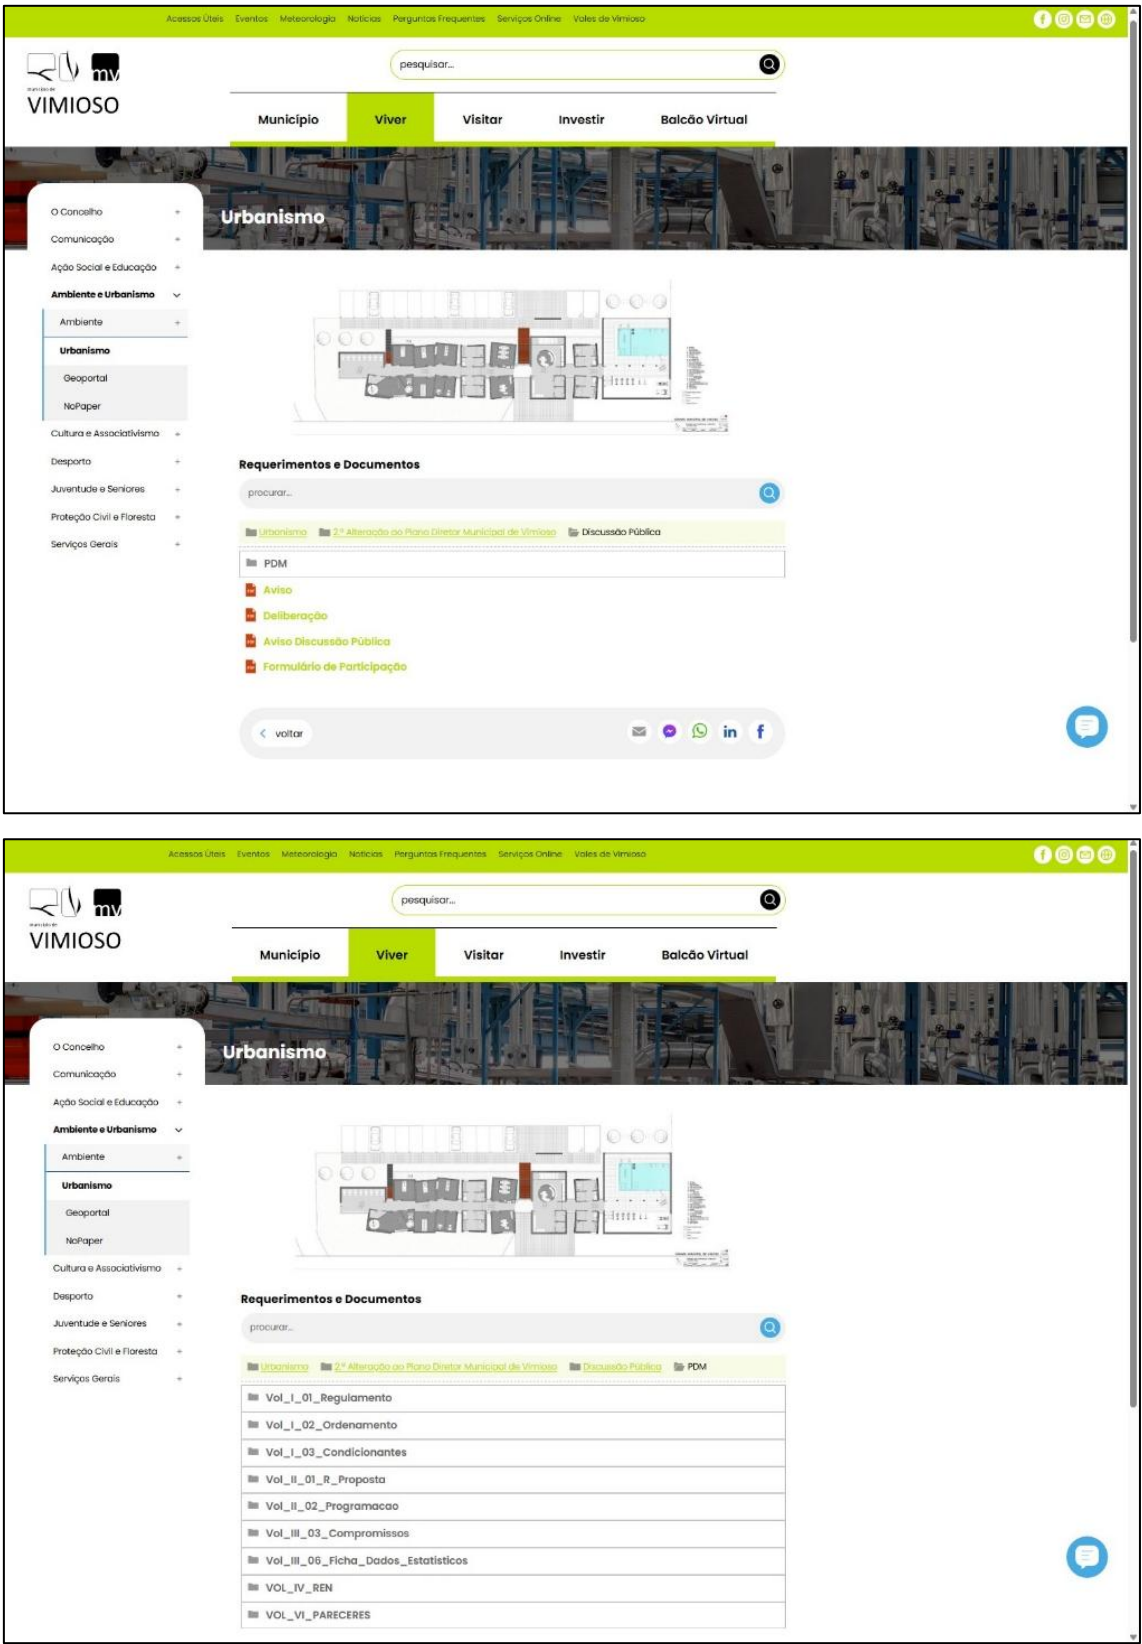 Acessos Úteis Eventos Meteorologia Notícias Perguntas Frequentes Serviços Online Vales de Vimioso
pesquisar...
mv
município de
VIMIOSO
Município Viver Visitar Investir Balcão Virtual
Urbanismo
O Concelho +
Comunicação +
Ação Social e Educação +
Ambiente e Urbanismo
Ambiente +
Urbanismo
Geoportal
NoPaper
Cultura e Associativismo +
Desporto +
Juventude e Seniores +
Proteção Civil e Floresta +
Serviços Gerais +
Requerimentos e Documentos
procurar...
Urbanismo 2.ª Alteração ao Plano Diretor Municipal de Vimioso Discussão Pública
PDM
Aviso
Deliberação
Aviso Discussão Pública
Formulário de Participação
voltar
Acessos Úteis Eventos Meteorologia Notícias Perguntas Frequentes Serviços Online Vales de Vimioso
pesquisar...
mv
município de
VIMIOSO
Município Viver Visitar Investir Balcão Virtual
Urbanismo
O Concelho +
Comunicação +
Ação Social e Educação +
Ambiente e Urbanismo
Ambiente +
Urbanismo
Geoportal
NoPaper
Cultura e Associativismo +
Desporto +
Juventude e Seniores +
Proteção Civil e Floresta +
Serviços Gerais +
Requerimentos e Documentos
procurar...
Urbanismo 2.ª Alteração ao Plano Diretor Municipal de Vimioso Discussão Pública PDM
Vol_I_01_Regulamento
Vol_I_02_Ordenamento
Vol_I_03_Condicionantes
Vol_II_01_R_Proposta
Vol_II_02_Programacao
Vol_III_03_Compromissos
Vol_III_06_Ficha_Dados_Estatisticos
VOL_IV_REN
VOL_VI_PARECERES